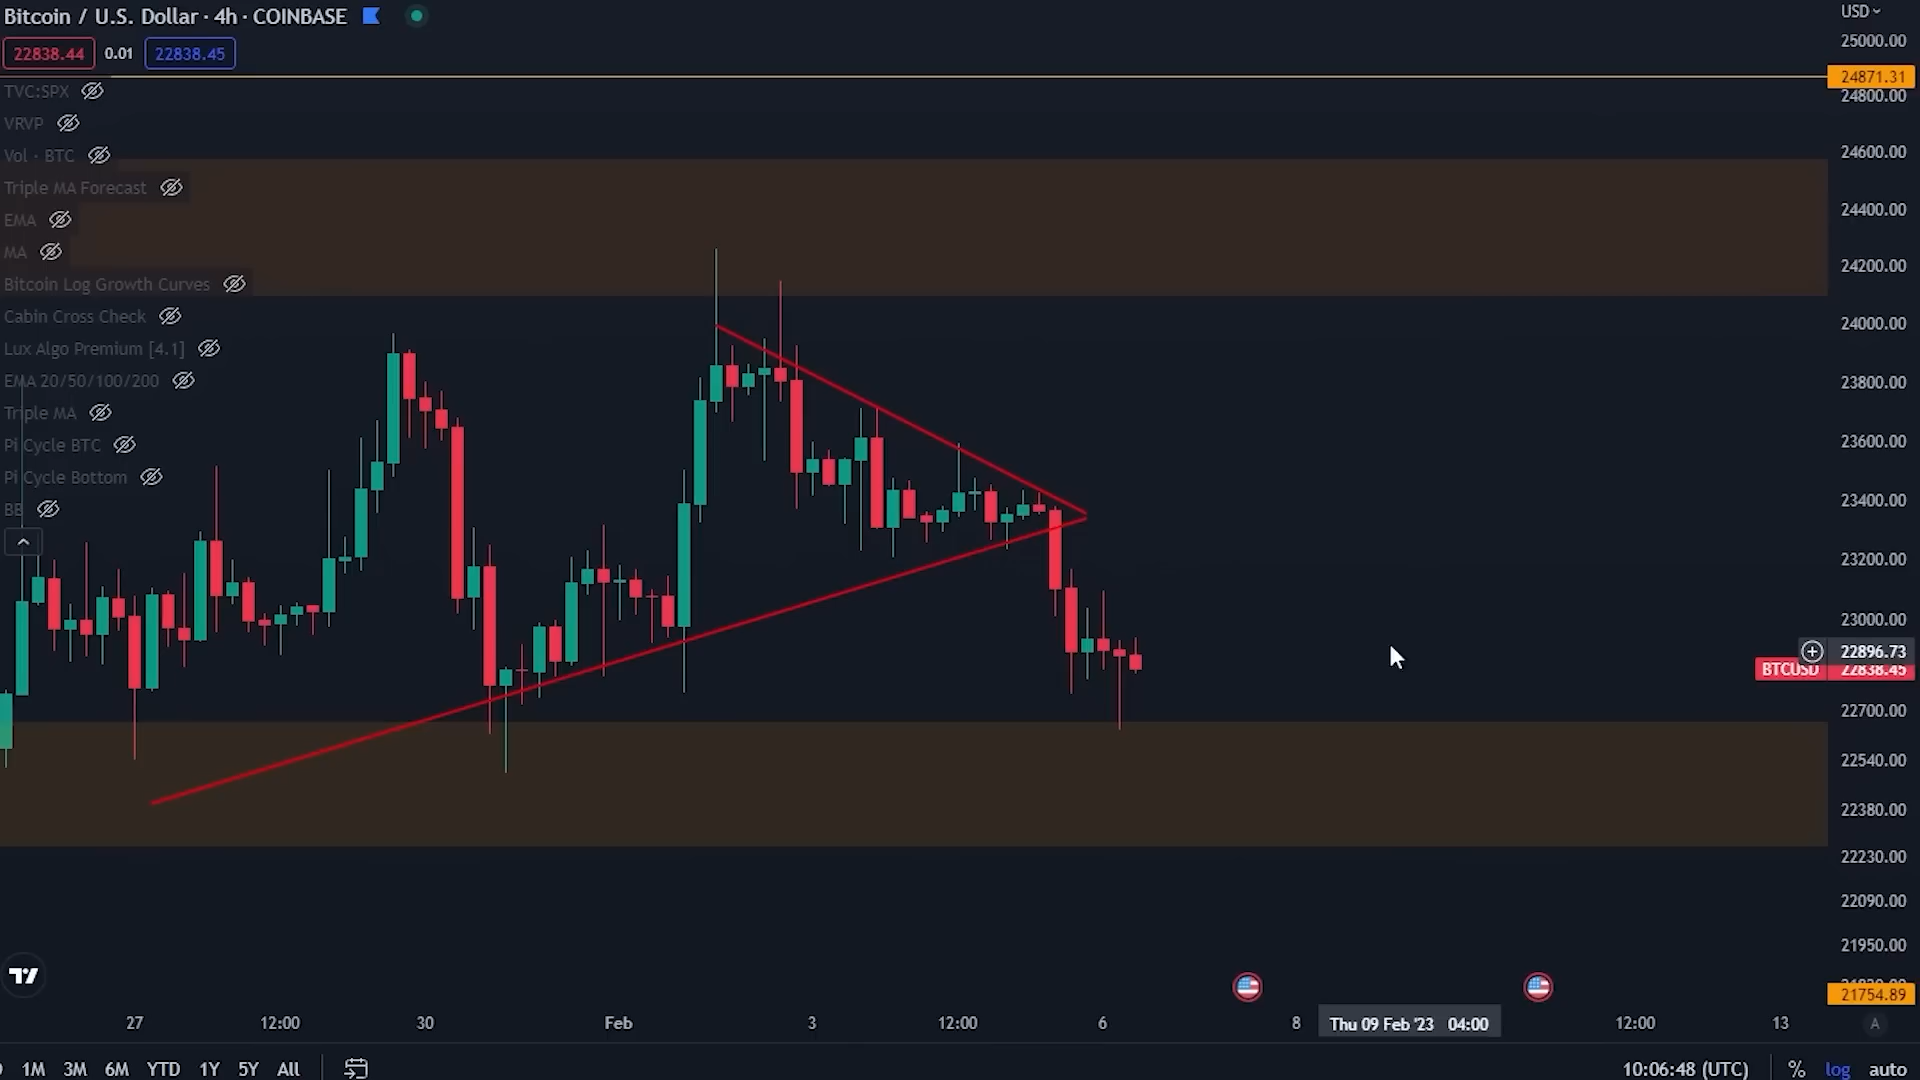 Bitcoin / U.S. Dollar · 4h · COINBASE
22838.44 0.01 22838.45
TVC:SPX
VRVP
Vol · BTC
Triple MA Forecast
EMA
MA
Bitcoin Log Growth Curves
Cabin Cross Check
Lux Algo Premium [4.1]
EMA 20/50/100/200
Triple MA
Pi Cycle BTC
Pi Cycle Bottom
USD
25000.00
24871.31
24800.00
24600.00
24400.00
24200.00
24000.00
23800.00
23600.00
23400.00
23200.00
23000.00
22896.73
BTCUSD 22838.45
22700.00
22540.00
22380.00
22230.00
22090.00
21950.00
21754.89
27 12:00 30 Feb 3 12:00 6 8 Thu 09 Feb '23 04:00 12:00 13 A
1M 3M 6M YTD 1Y 5Y All 10:06:48 (UTC) % log auto